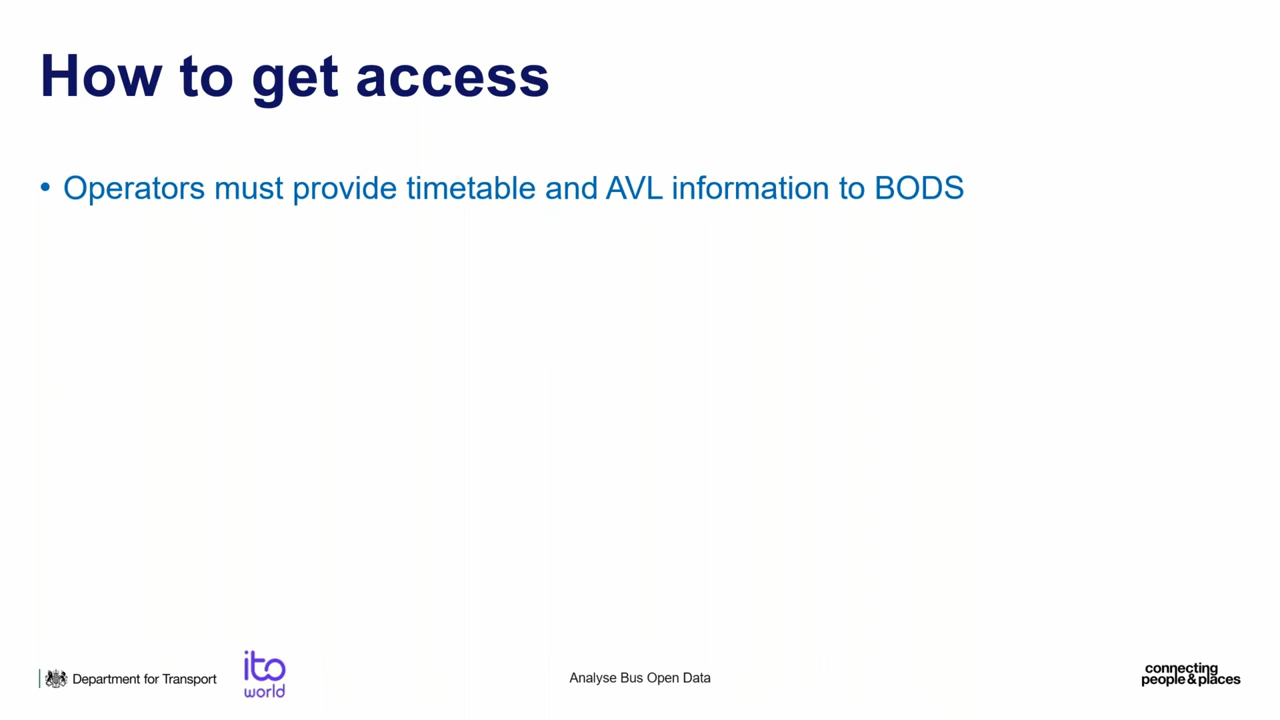 How to get access
• Operators must provide timetable and AVL information to BODS
Department for Transport
ito
world
Analyse Bus Open Data
connecting
people&places